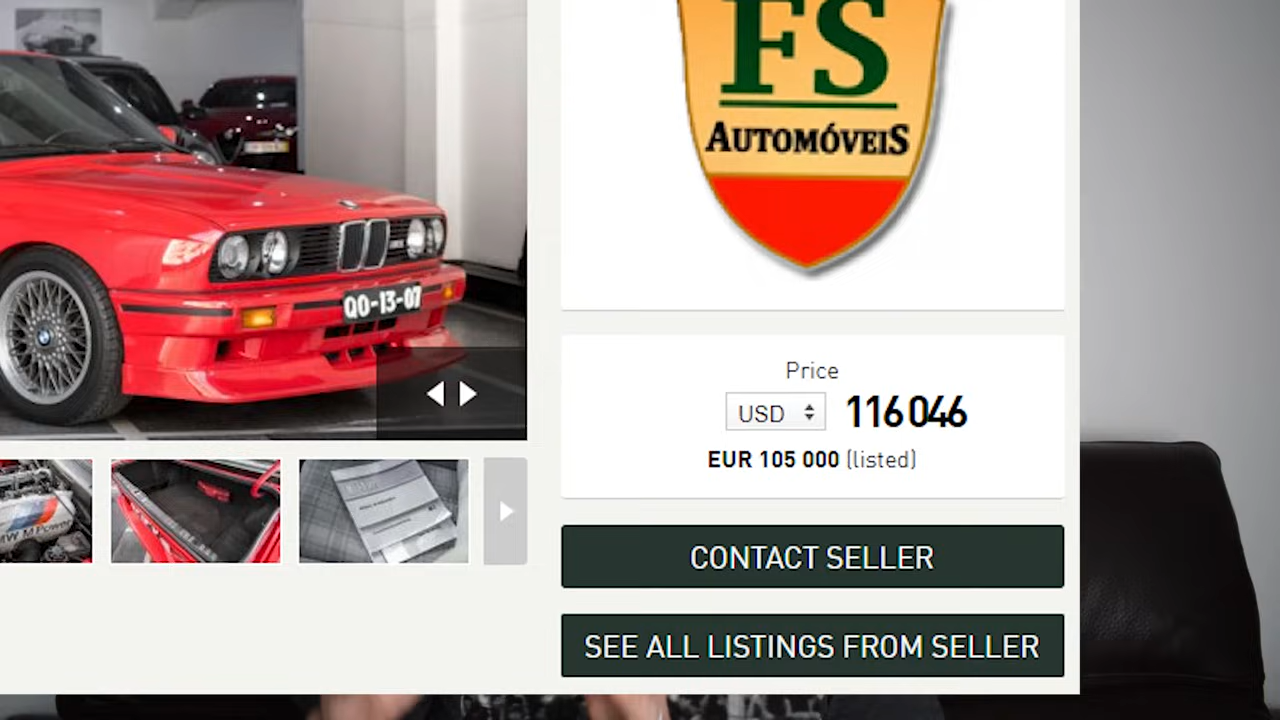 FS
AUTOMÓVEIS
QO-13-07
Price
USD
116 046
EUR 105 000 (listed)
CONTACT SELLER
SEE ALL LISTINGS FROM SELLER